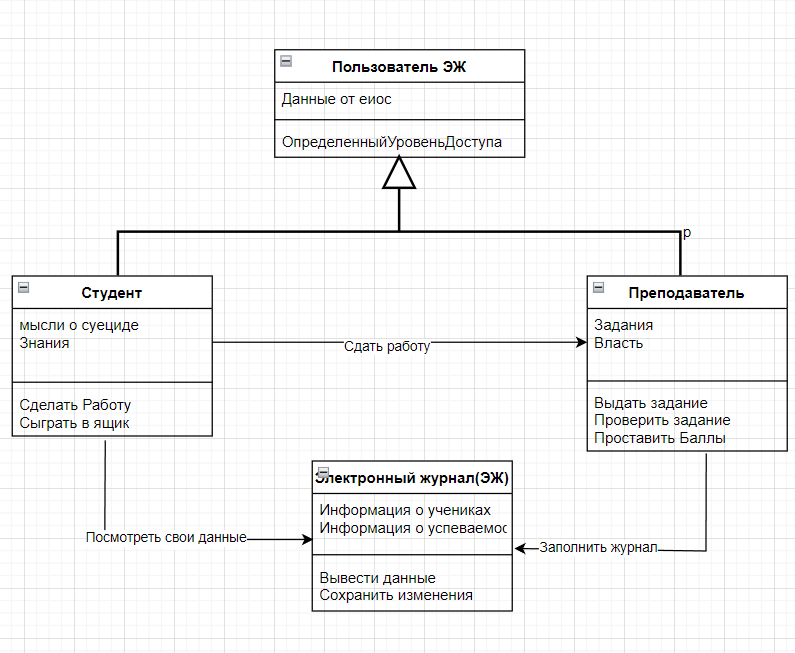 Пользователь ЭЖ
Данные от еиос
ОпределенныйУровеньДоступа
р
Студент
мысли о суециде
Знания
Сделать Работу
Сыграть в ящик
Сдать работу
Преподаватель
Задания
Власть
Выдать задание
Проверить задание
Проставить Баллы
Электронный журнал(ЭЖ)
Информация о учениках
Информация о успеваемос
Вывести данные
Сохранить изменения
Посмотреть свои данные
Заполнить журнал